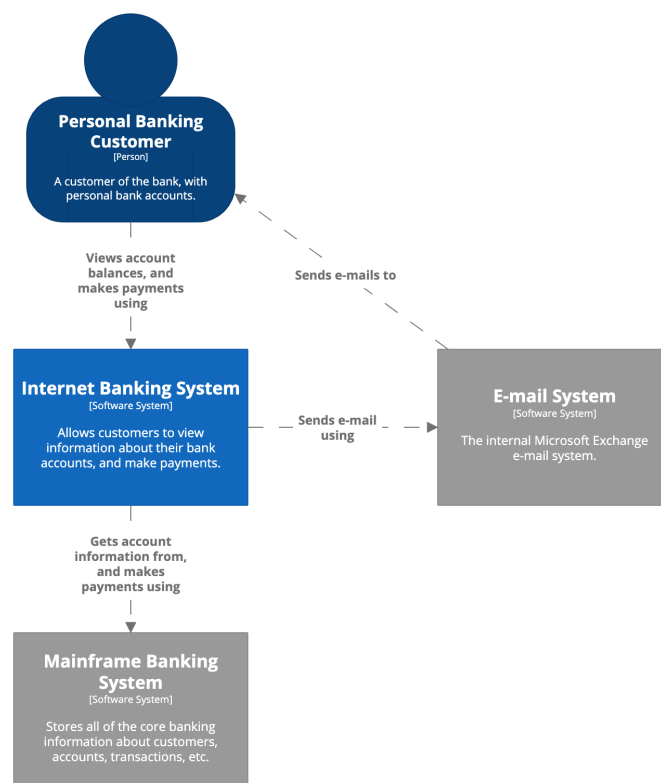 Personal Banking
Customer
[Person]
A customer of the bank, with
personal bank accounts.
Views account
balances, and
makes payments
using
Sends e-mails to
Internet Banking System
[Software System]
Allows customers to view
information about their bank
accounts, and make payments.
Sends e-mail
using
E-mail System
[Software System]
The internal Microsoft Exchange
e-mail system.
Gets account
information from,
and makes
payments using
Mainframe Banking
System
[Software System]
Stores all of the core banking
information about customers,
accounts, transactions, etc.